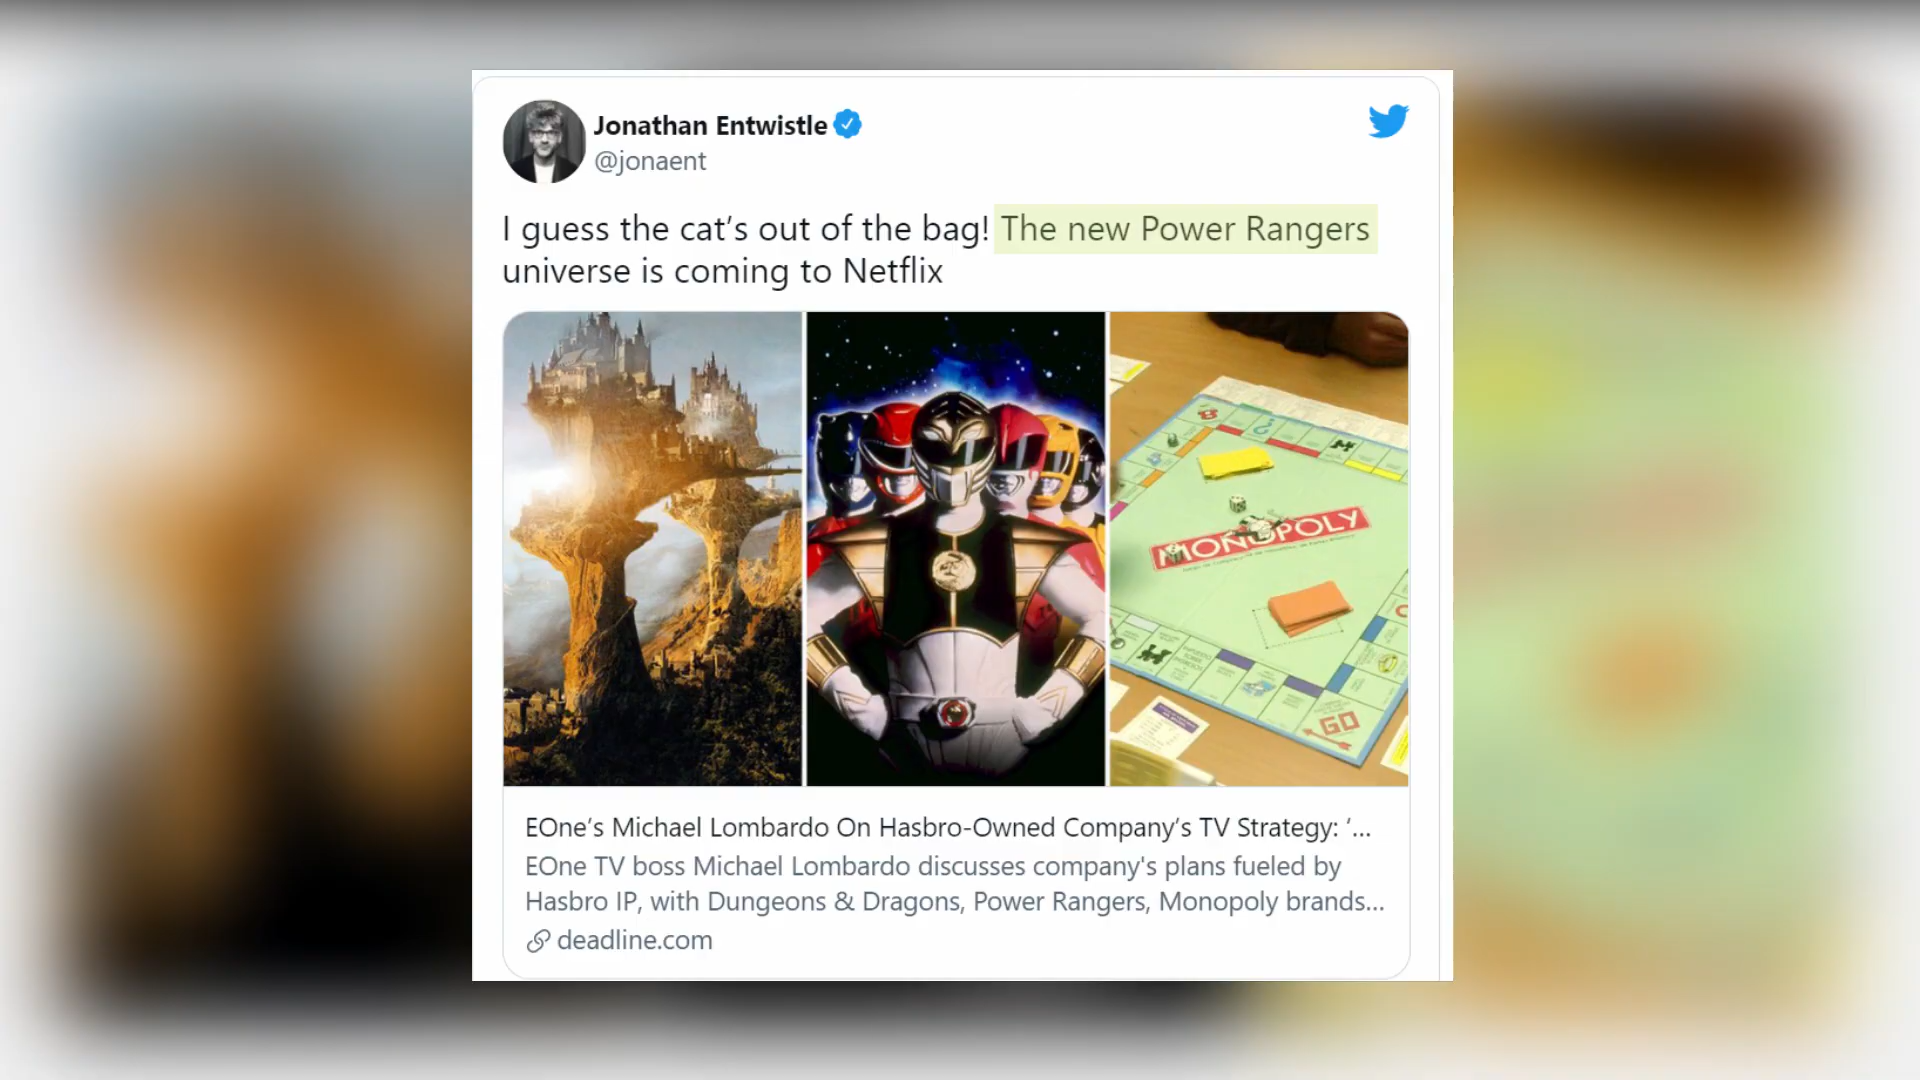 Jonathan Entwistle
@jonaent
I guess the cat’s out of the bag! The new Power Rangers
universe is coming to Netflix
MONOPOLY
GO
EOne’s Michael Lombardo On Hasbro-Owned Company’s TV Strategy: ‘...
EOne TV boss Michael Lombardo discusses company's plans fueled by
Hasbro IP, with Dungeons & Dragons, Power Rangers, Monopoly brands...
deadline.com